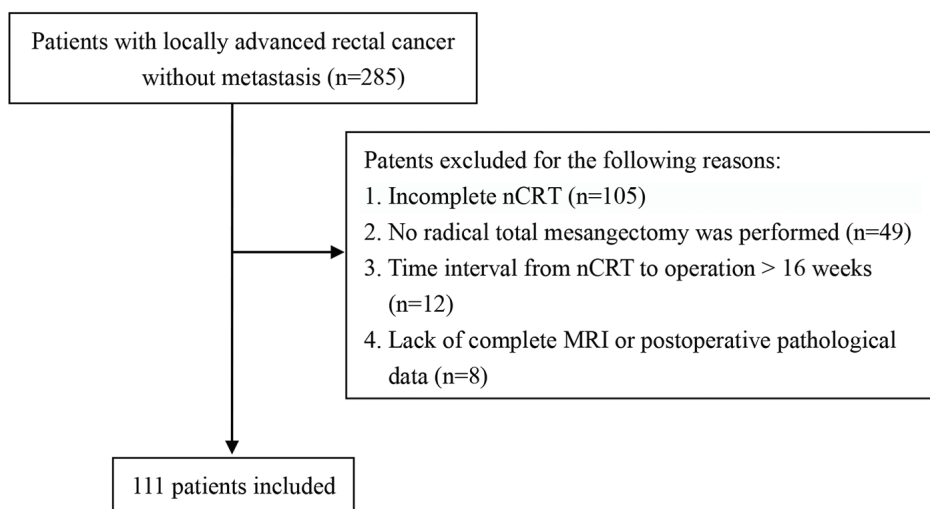 Patients with locally advanced rectal cancer
without metastasis (n=285)
Patents excluded for the following reasons:
1. Incomplete nCRT (n=105)
2. No radical total mesangectomy was performed (n=49)
3. Time interval from nCRT to operation > 16 weeks
(n=12)
4. Lack of complete MRI or postoperative pathological
data (n=8)
111 patients included